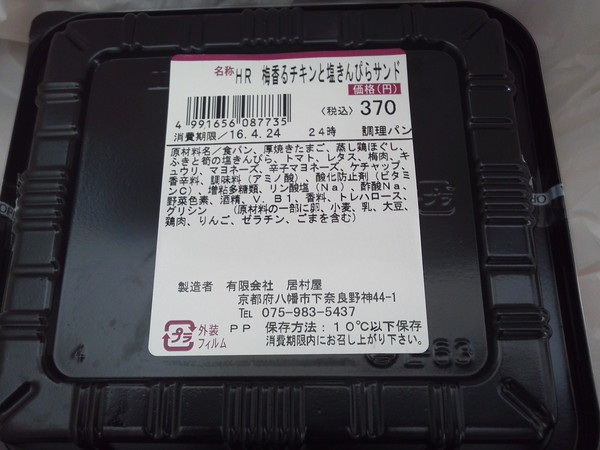 名称 HR 梅香るチキンと塩きんぴらサンド
価格(円)
〈税込〉 370
4 991656 087735
消費期限/16. 4. 24 24時 調理パン
原材料名/食パン、厚焼きたまご、蒸し鶏ほぐし、
ふきと筍の塩きんぴら、トマト、レタス、梅肉、キ
ュウリ、マヨネーズ、辛子マヨネーズ、ケチャップ、
香辛料、調味料(アミノ酸)、酸化防止剤(ビタミ
ンC)、増粘多糖類、リン酸塩(Na)、酢酸Na、
野菜色素、酒精、V.B1、香料、トレハロース、
グリシン (原材料の一部に卵、小麦、乳、大豆、
鶏肉、りんご、ゼラチン、ごまを含む)
製造者 有限会社 居村屋
京都府八幡市下奈良野神44-1
TEL 075-983-5437
プラ 外装 PP 保存方法:10℃以下保存
フィルム 消費期限内にお召し上がり下さい。